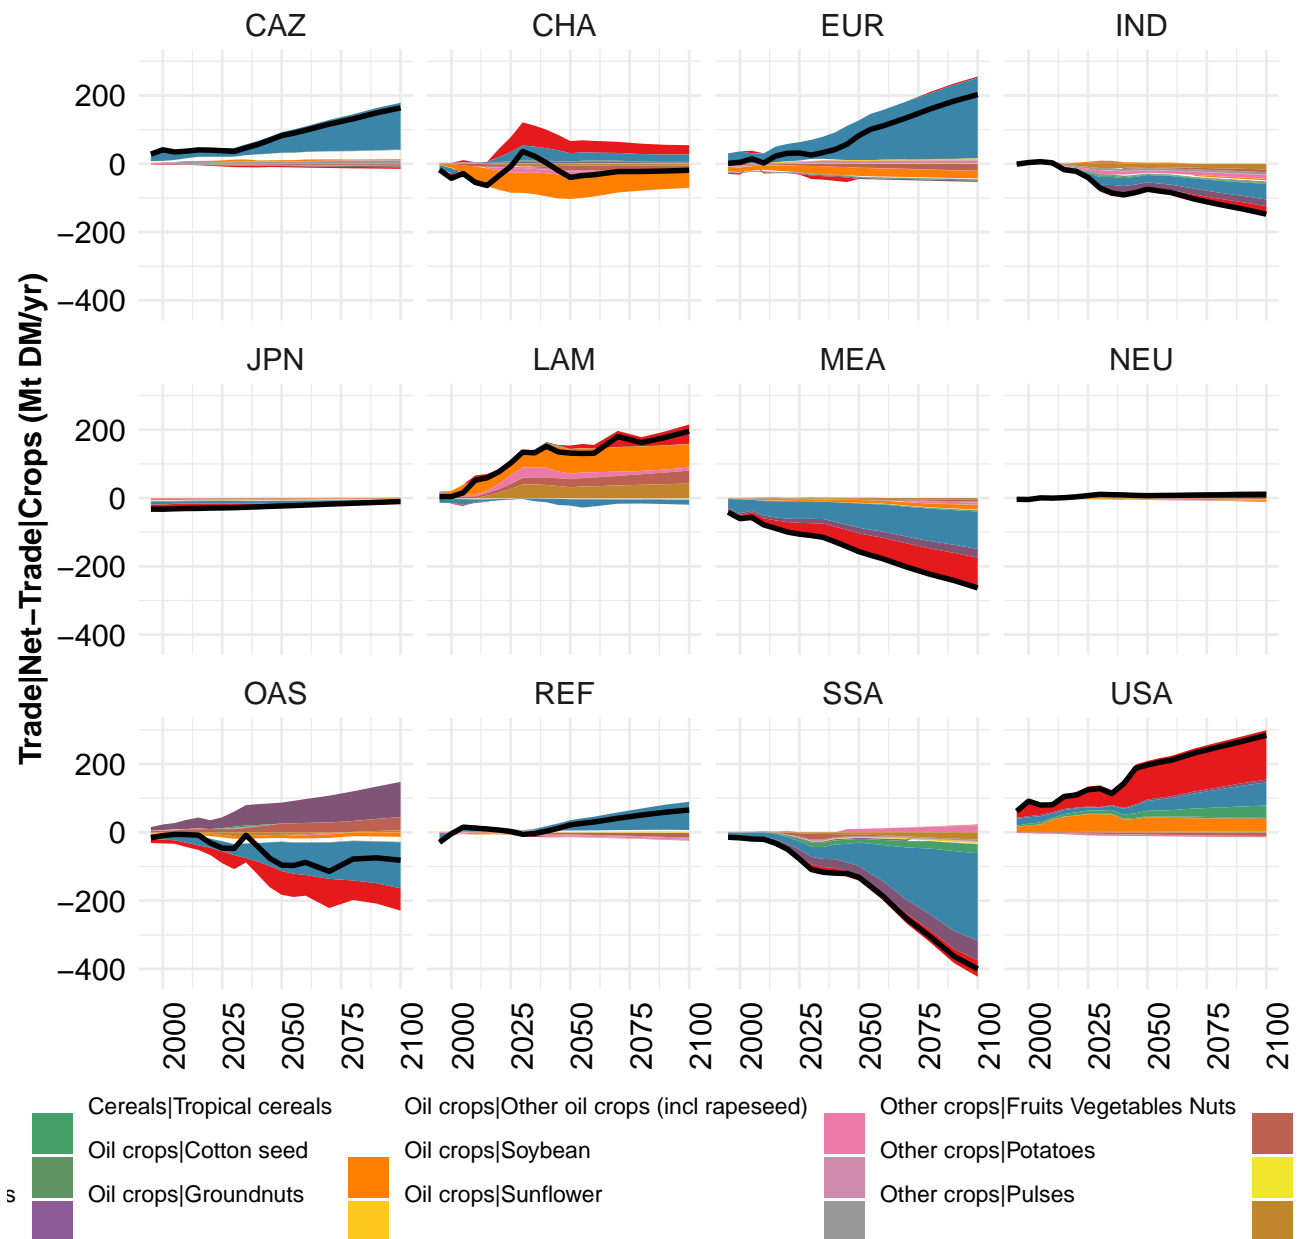 CAZ CHA EUR IND
200
0
−200
−400
JPN LAM MEA NEU
200
0
−200
−400
OAS REF SSA USA
200
0
−200
−400
Trade|Net−Trade|Crops (Mt DM/yr)
2000 2025 2050 2075 2100 2000 2025 2050 2075 2100 2000 2025 2050 2075 2100 2000 2025 2050 2075 2100
Cereals|Tropical cereals Oil crops|Other oil crops (incl rapeseed) Other crops|Fruits Vegetables Nuts
Oil crops|Cotton seed Oil crops|Soybean Other crops|Potatoes
s Oil crops|Groundnuts Oil crops|Sunflower Other crops|Pulses